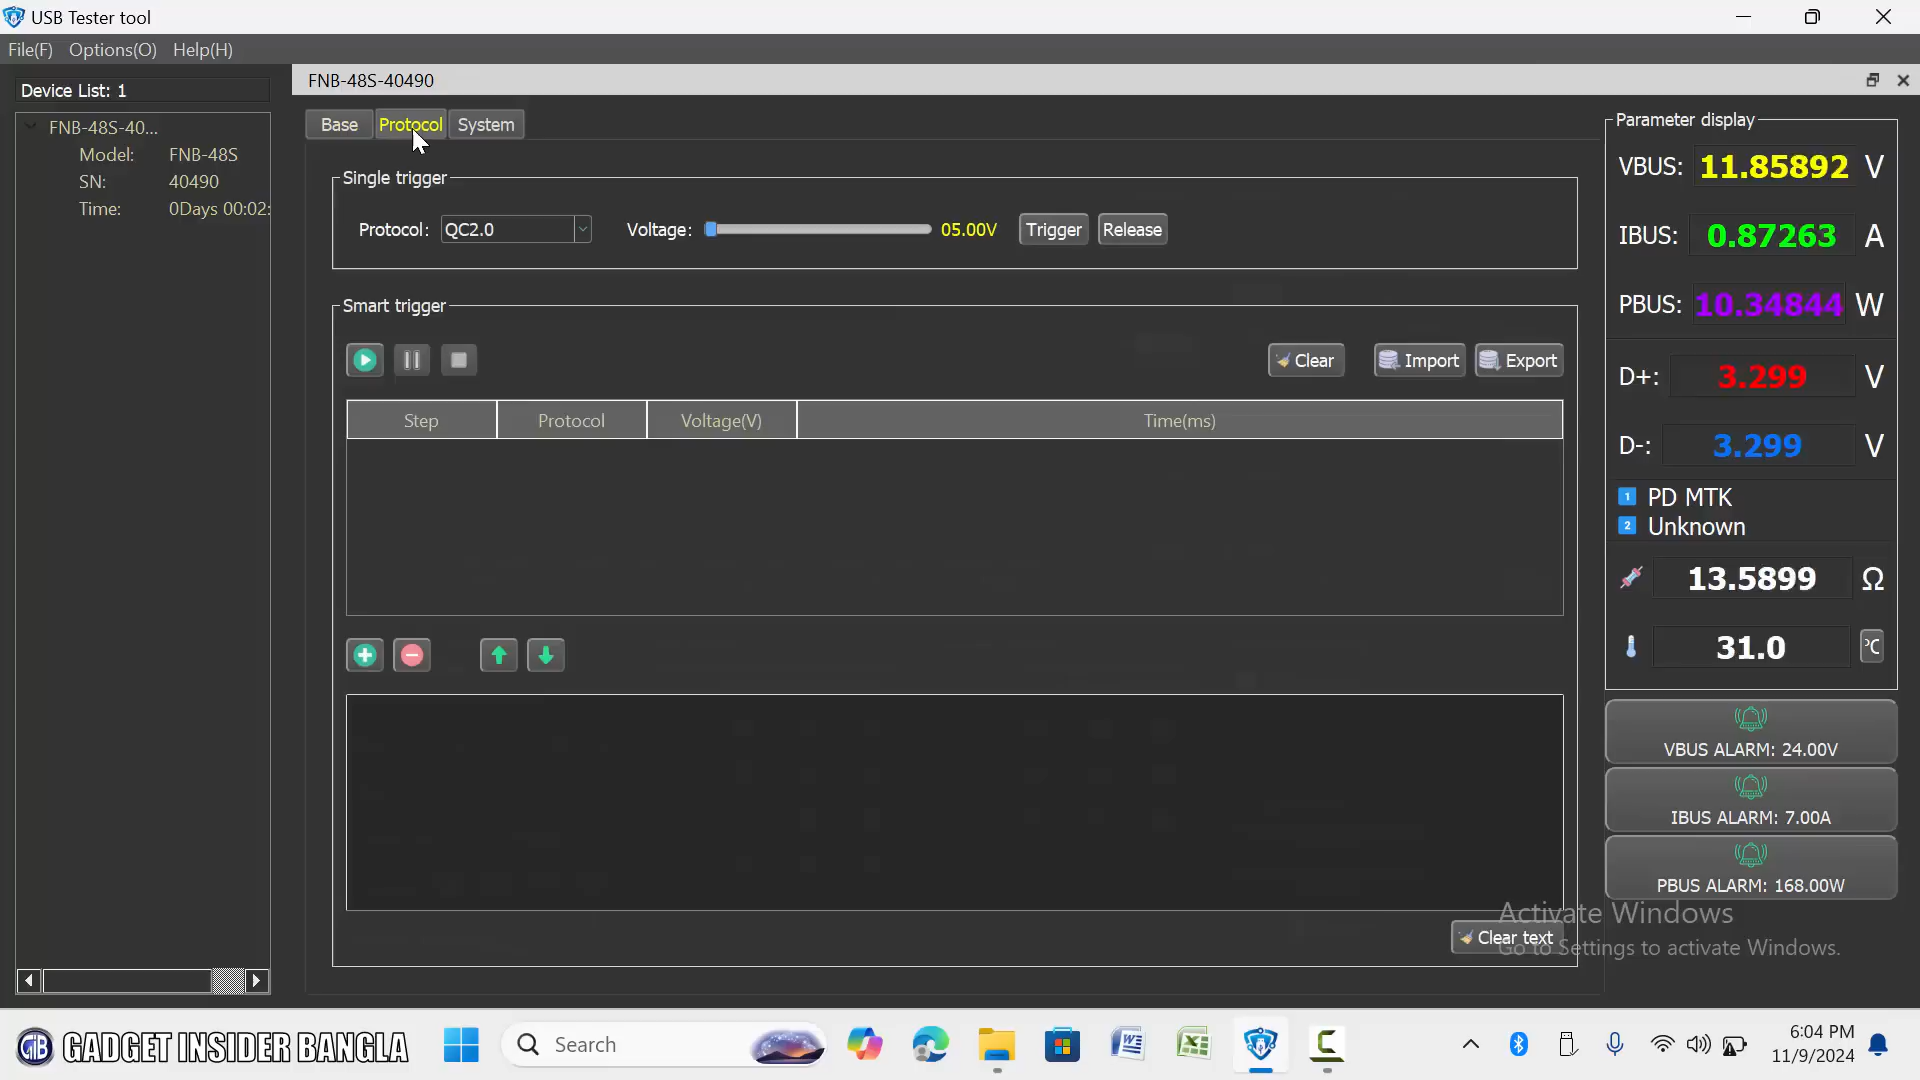 USB Tester tool
File(F) Options(O) Help(H)
Device List: 1
FNB-48S-40...
Model: FNB-48S
SN: 40490
Time: 0Days 00:02:
FNB-48S-40490
Base Protocol System
Single trigger
Protocol: QC2.0 Voltage: 05.00V Trigger Release
Smart trigger
Clear Import Export
Step Protocol Voltage(V) Time(ms)
Clear text
Parameter display
VBUS: 11.85892 V
IBUS: 0.87263 A
PBUS: 10.34844 W
D+: 3.299 V
D-: 3.299 V
1 PD MTK
2 Unknown
13.5899 Ω
31.0 ℃
VBUS ALARM: 24.00V
IBUS ALARM: 7.00A
PBUS ALARM: 168.00W
Activate Windows
Go to Settings to activate Windows.
GADGET INSIDER BANGLA
Search
6:04 PM
11/9/2024